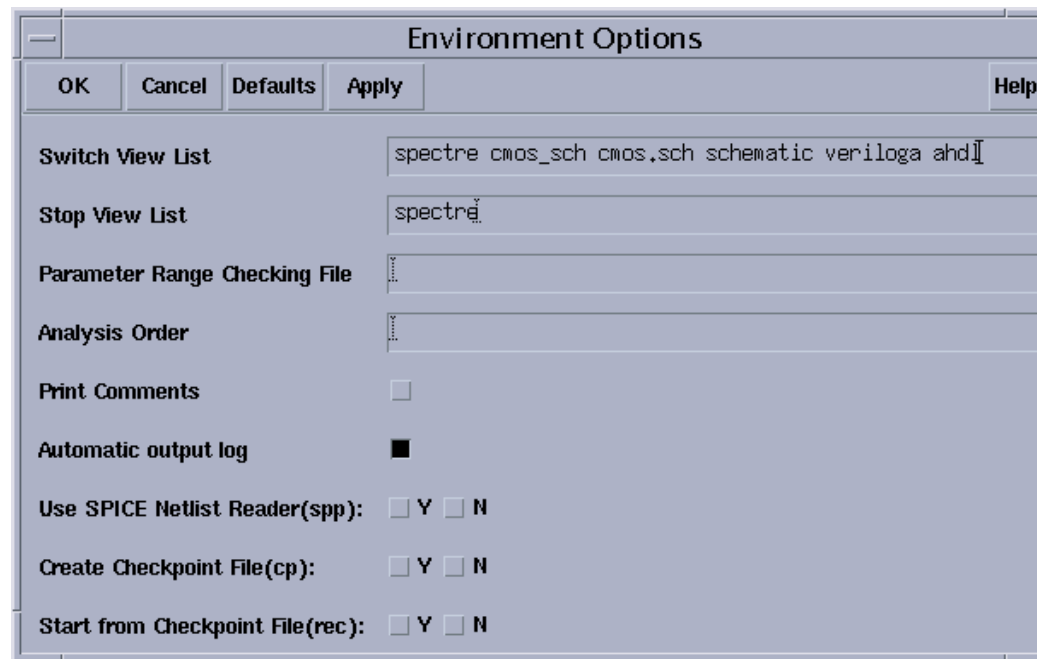 Environment Options
OK Cancel Defaults Apply Help
Switch View List spectre cmos_sch cmos.sch schematic veriloga ahdl
Stop View List spectre
Parameter Range Checking File
Analysis Order
Print Comments
Automatic output log
Use SPICE Netlist Reader(spp): Y N
Create Checkpoint File(cp): Y N
Start from Checkpoint File(rec): Y N